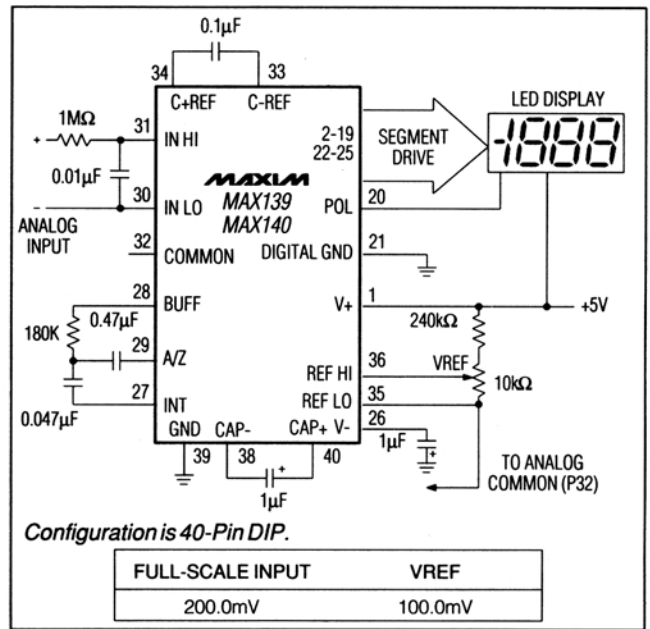 0.1µF
34
33
C+REF
C-REF
LED DISPLAY
1MΩ
+
31
IN HI
2-19
22-25
SEGMENT
DRIVE
-1888
0.01µF
MAXIM
MAX139
MAX140
–
30
IN LO
POL
20
ANALOG
INPUT
32
COMMON
DIGITAL GND
21
28
BUFF
V+
1
+5V
180K
0.47µF
240kΩ
29
A/Z
36
REF HI
VREF
10kΩ
35
REF LO
27
INT
0.047µF
26
GND
CAP-
CAP+
V-
1µF
+
39
38
40
+
1µF
TO ANALOG
COMMON (P32)
Configuration is 40-Pin DIP.
FULL-SCALE INPUT VREF
200.0mV 100.0mV